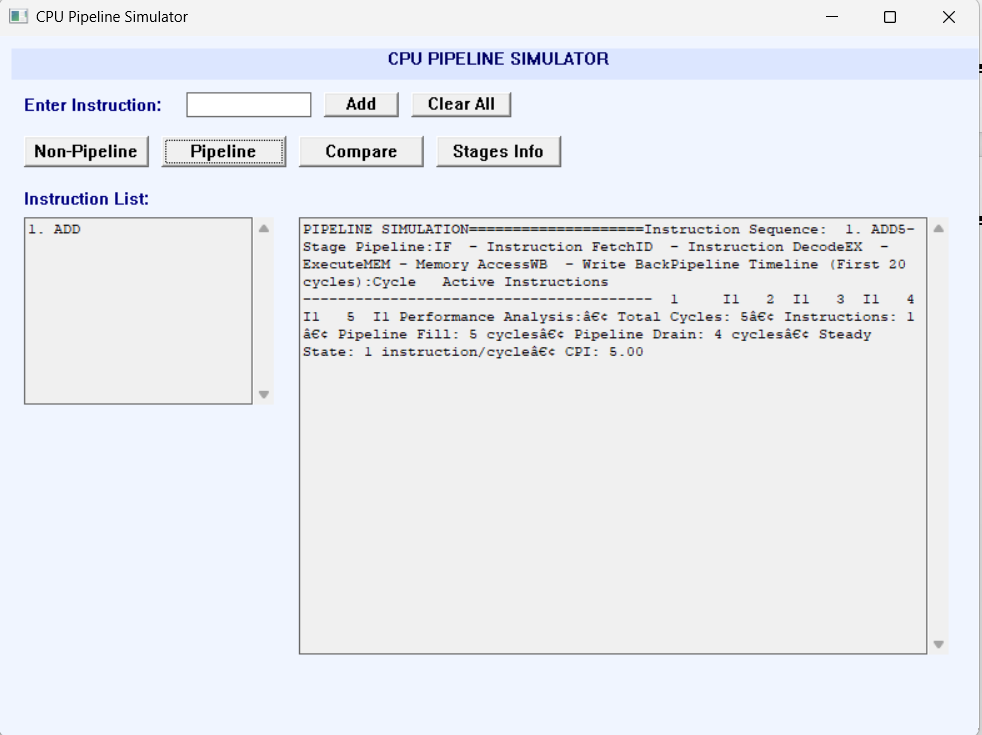 CPU Pipeline Simulator
CPU PIPELINE SIMULATOR
Enter Instruction:
Add
Clear All
Non-Pipeline
Pipeline
Compare
Stages Info
Instruction List:
1. ADD
PIPELINE SIMULATION====================Instruction Sequence:  1. ADD5-
Stage Pipeline:IF  - Instruction FetchID  - Instruction DecodeEX  -
ExecuteMEM - Memory AccessWB  - Write BackPipeline Timeline (First 20
cycles):Cycle   Active Instructions
----------------------------------------  1     I1   2  I1   3  I1   4
I1   5  I1 Performance Analysis:â€¢ Total Cycles: 5â€¢ Instructions: 1
â€¢ Pipeline Fill: 5 cyclesâ€¢ Pipeline Drain: 4 cyclesâ€¢ Steady
State: 1 instruction/cycleâ€¢ CPI: 5.00